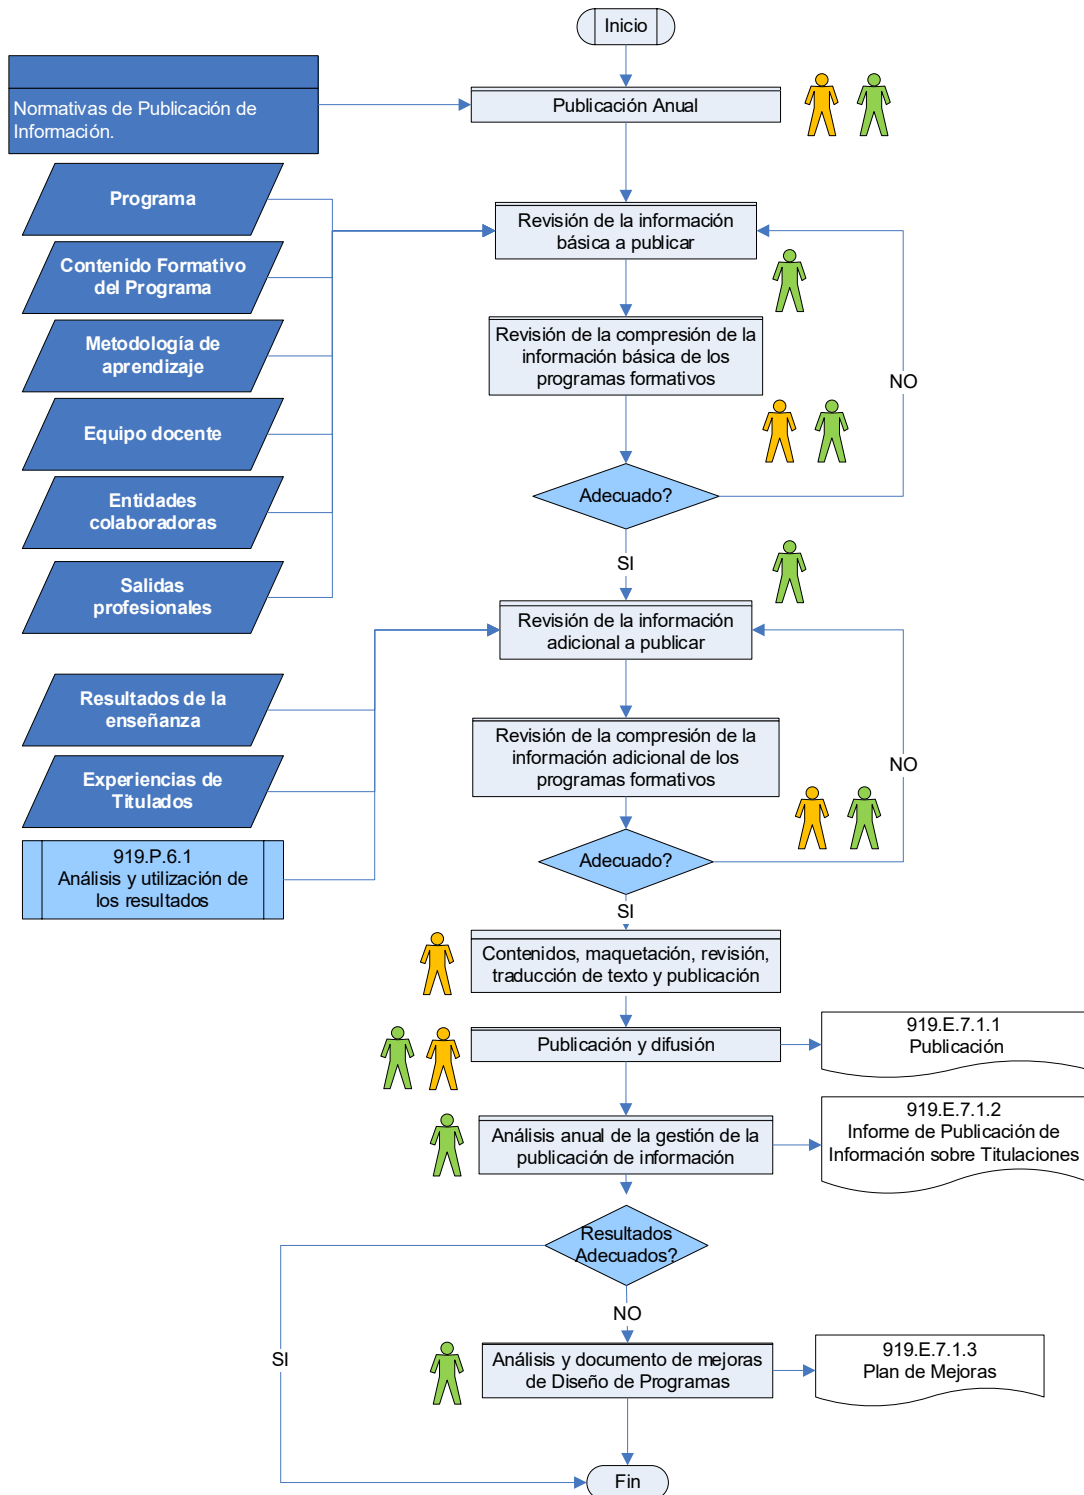 Inicio
Normativas de Publicación de
Información.
Publicación Anual
Programa
Revisión de la información
básica a publicar
Contenido Formativo
del Programa
Revisión de la compresión de la
información básica de los
programas formativos
Metodología de
aprendizaje
NO
Equipo docente
Entidades
colaboradoras
Adecuado?
SI
Salidas
profesionales
Revisión de la información
adicional a publicar
Resultados de la
enseñanza
Revisión de la compresión de la
información adicional de los
programas formativos
NO
Experiencias de
Titulados
919.P.6.1
Análisis y utilización de
los resultados
Adecuado?
SI
Contenidos, maquetación, revisión,
traducción de texto y publicación
Publicación y difusión
919.E.7.1.1
Publicación
Análisis anual de la gestión de la
publicación de información
919.E.7.1.2
Informe de Publicación de
Información sobre Titulaciones
Resultados
Adecuados?
NO
SI
Análisis y documento de mejoras
de Diseño de Programas
919.E.7.1.3
Plan de Mejoras
Fin